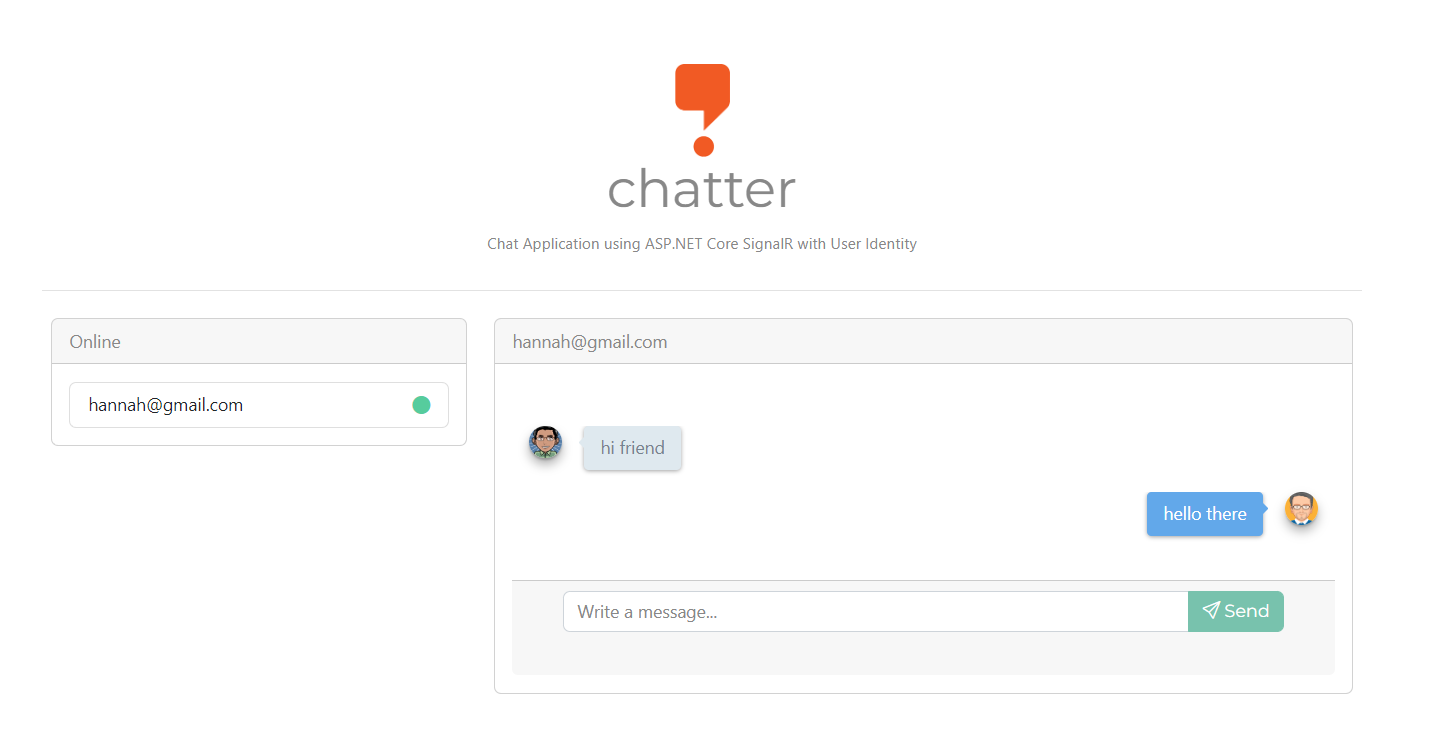 chatter
Chat Application using ASP.NET Core SignalR with User Identity
Online
hannah@gmail.com
hannah@gmail.com
hi friend
hello there
Write a message...
Send